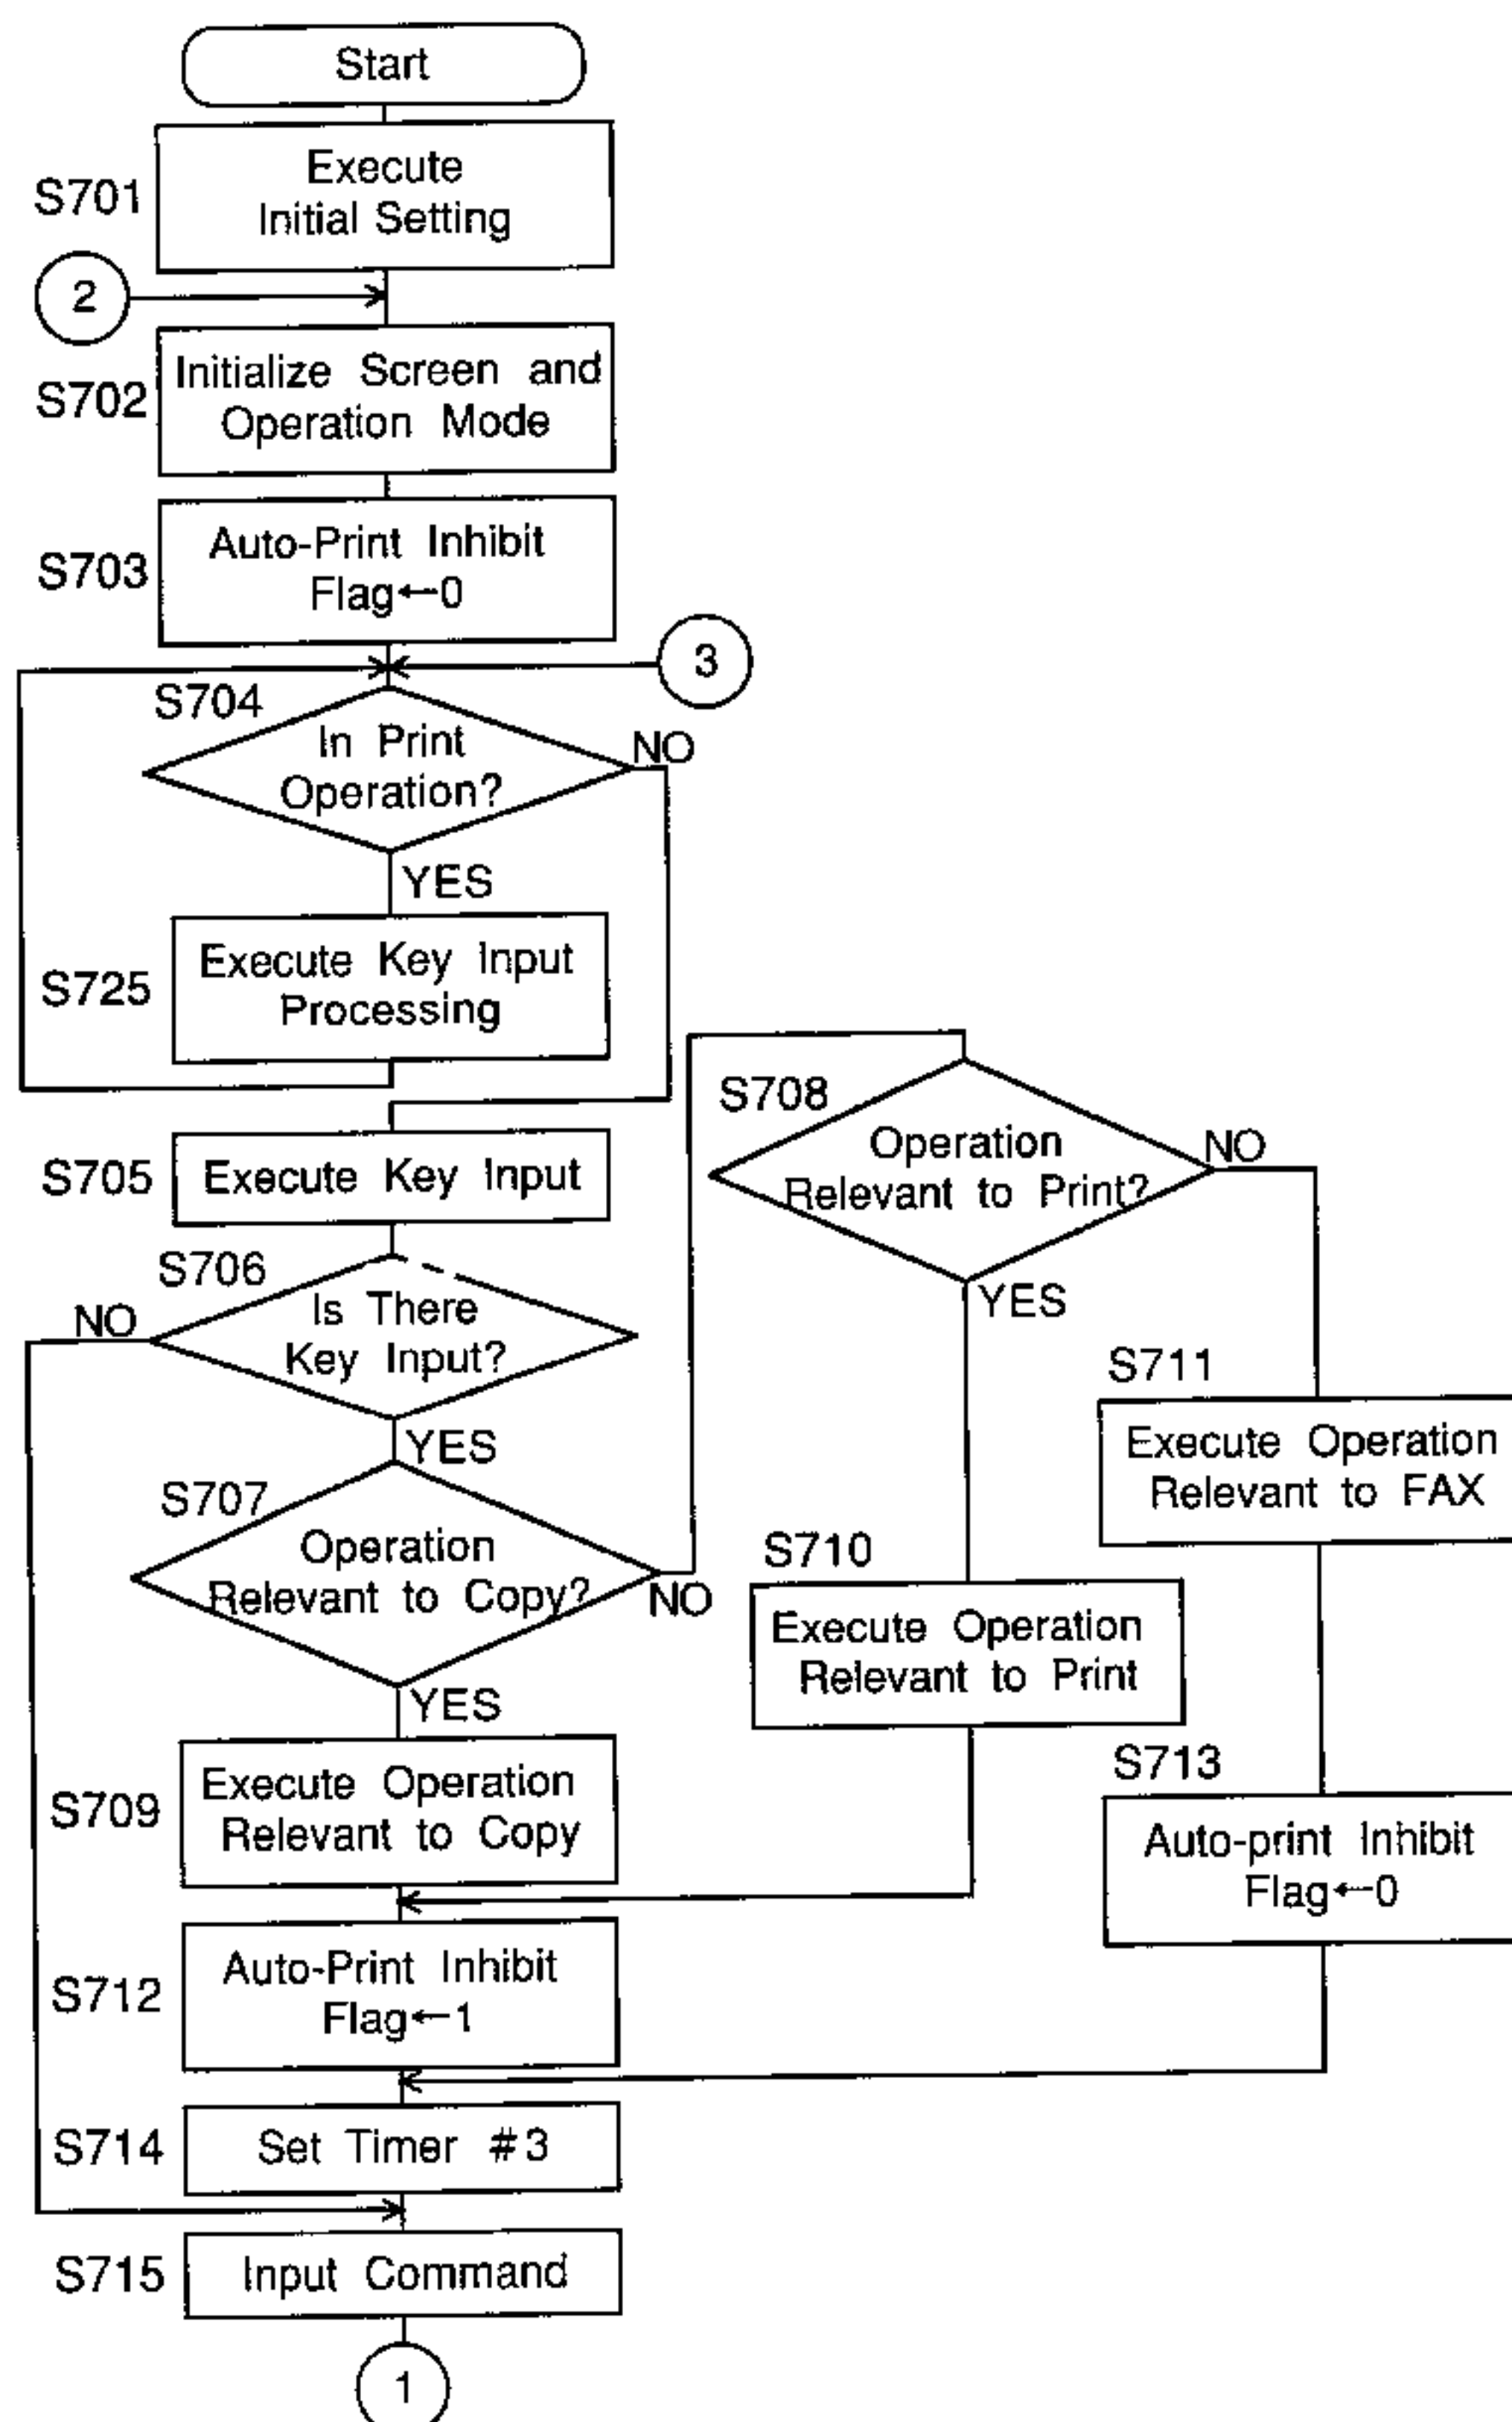 Start
S701
Execute
Initial Setting
2
S702
Initialize Screen and
Operation Mode
S703
Auto-Print Inhibit
Flag←0
3
S704
In Print
Operation?
NO
YES
S725
Execute Key Input
Processing
S705
Execute Key Input
S706
Is There
Key Input?
NO
YES
S707
Operation
Relevant to Copy?
NO
YES
S708
Operation
Relevant to Print?
NO
YES
S711
Execute Operation
Relevant to FAX
S710
Execute Operation
Relevant to Print
S709
Execute Operation
Relevant to Copy
S713
Auto-print Inhibit
Flag←0
S712
Auto-Print Inhibit
Flag←1
S714
Set Timer #3
S715
Input Command
1